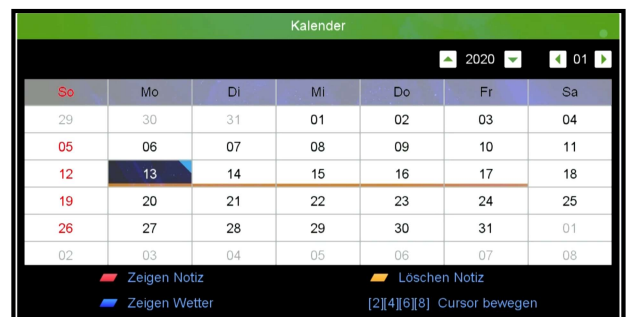 Kalender
2020 01
So Mo Di Mi Do Fr Sa
29 30 31 01 02 03 04
05 06 07 08 09 10 11
12 13 14 15 16 17 18
19 20 21 22 23 24 25
26 27 28 29 30 31 01
02 03 04 05 06 07 08
Zeigen Notiz Löschen Notiz
Zeigen Wetter [2][4][6][8] Cursor bewegen